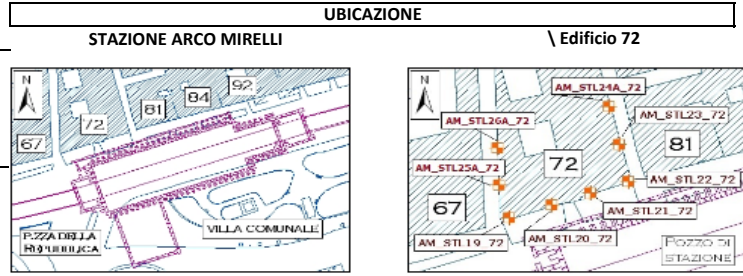 UBICAZIONE
STAZIONE ARCO MIRELLI
\ Edificio 72
N
92
84
81
72
67
P.ZZA DELLA
REPUBBLICA
VILLA COMUNALE
N
AM_STL24A_72
AM_STL26A_72
AM_STL23_72
81
72
AM_STL25A_72
AM_STL22_72
67
AM_STL21_72
AM_STL19_72
AM_STL20_72
POZZO DI
STAZIONE